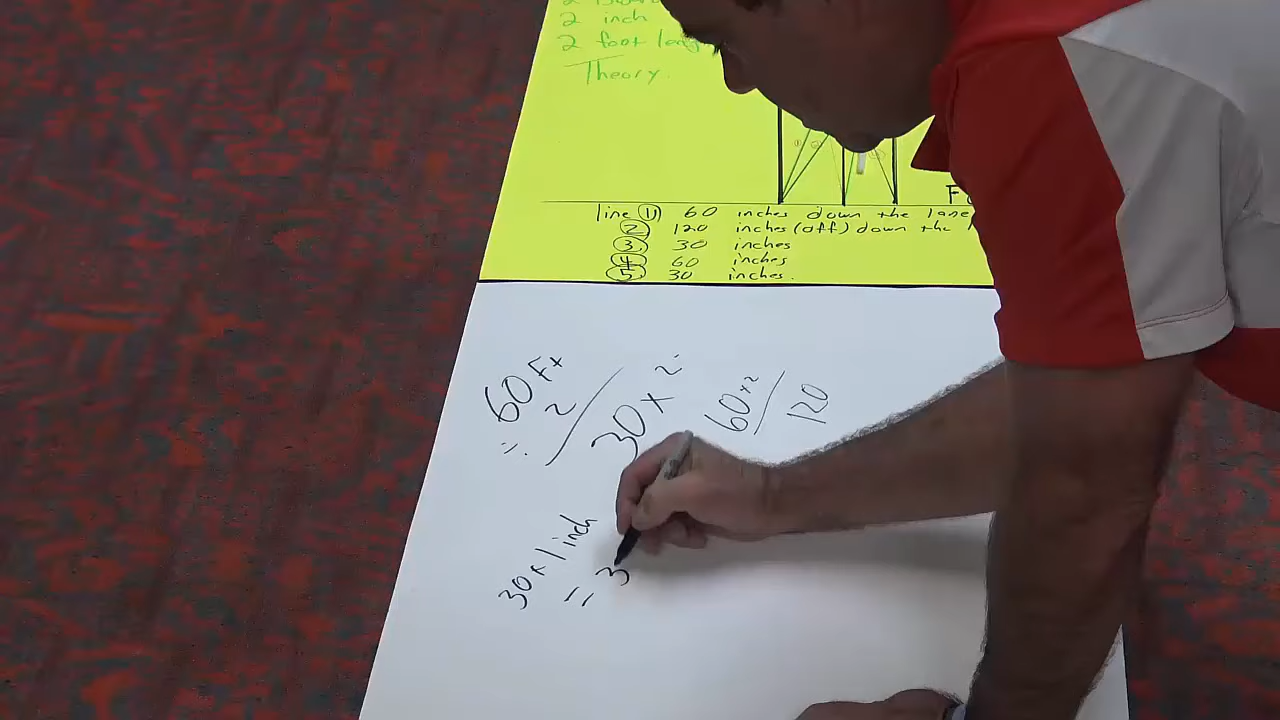 2 inch
2 foot long
Theory.
line ① 60 inches down the lane
② 120 inches (off) down the
③ 30 inches
④ 60 inches
⑤ 30 inches.
= 60 Ft
2
30 x 2
60 x 2
120
30 x 1 inch
= 3